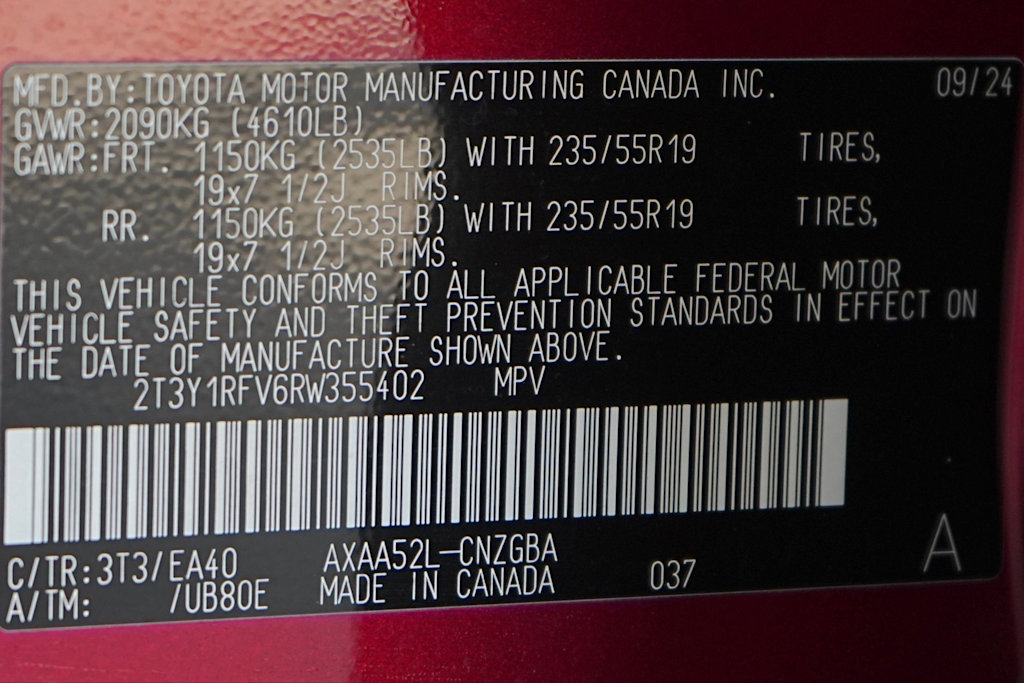 MFD.BY:TOYOTA MOTOR MANUFACTURING CANADA INC. 09/24
GVWR:2090KG (4610LB)
GAWR:FRT. 1150KG (2535LB) WITH 235/55R19 TIRES,
19x7 1/2J RIMS.
RR. 1150KG (2535LB) WITH 235/55R19 TIRES,
19x7 1/2J RIMS.
THIS VEHICLE CONFORMS TO ALL APPLICABLE FEDERAL MOTOR
VEHICLE SAFETY AND THEFT PREVENTION STANDARDS IN EFFECT ON
THE DATE OF MANUFACTURE SHOWN ABOVE.
2T3Y1RFV6RW355402 MPV
C/TR:3T3/EA40 AXAA52L-CNZGBA
A/TM: /UB80E MADE IN CANADA 037 A